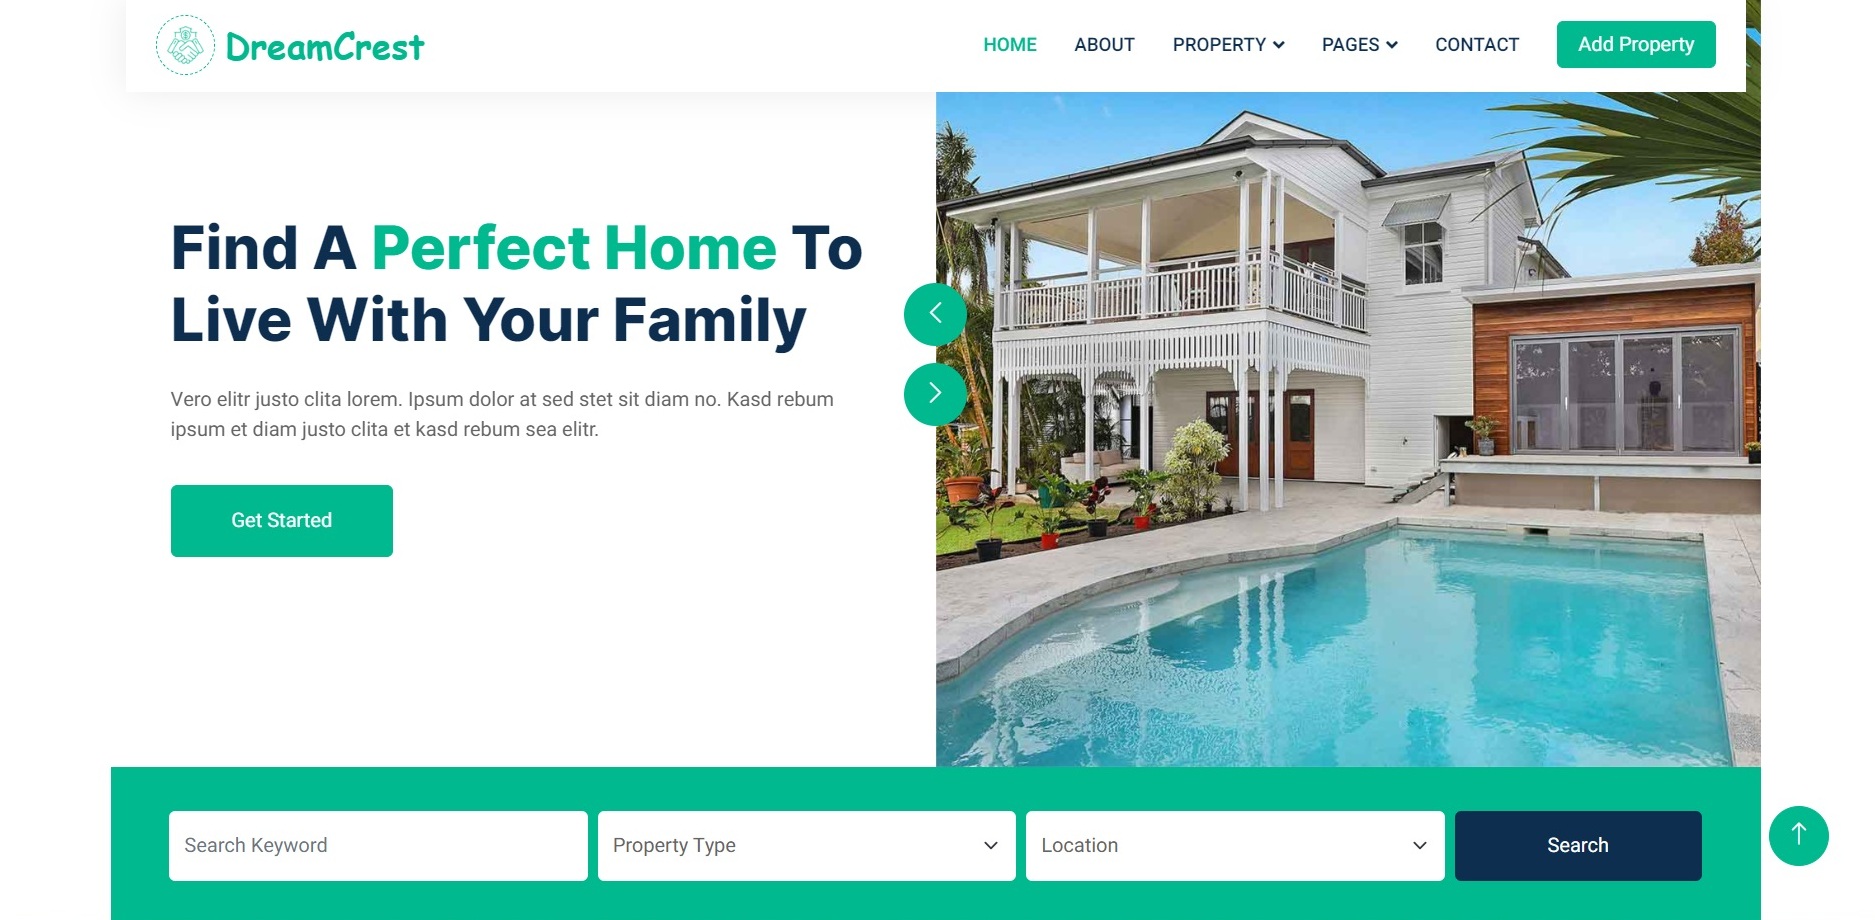 DreamCrest
HOME ABOUT PROPERTY PAGES CONTACT Add Property
Find A Perfect Home To
Live With Your Family
Vero elitr justo clita lorem. Ipsum dolor at sed stet sit diam no. Kasd rebum
ipsum et diam justo clita et kasd rebum sea elitr.
Get Started
Search Keyword Property Type Location Search